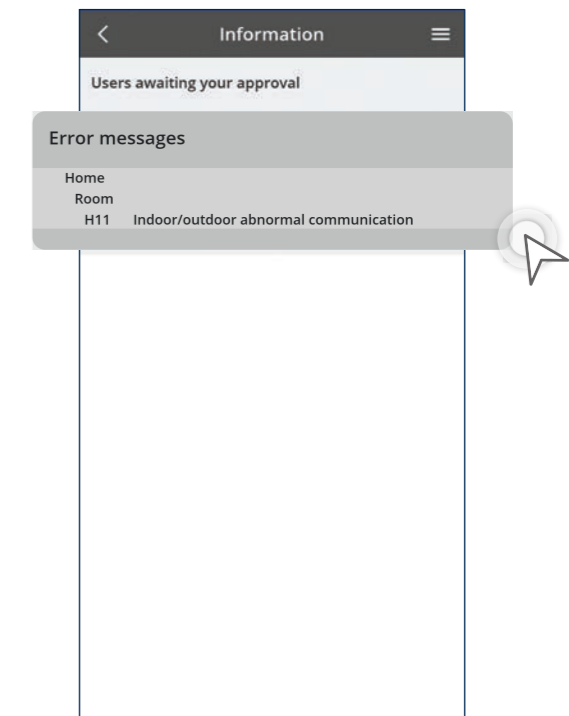 Information
Users awaiting your approval
Error messages
Home
Room
H11 Indoor/outdoor abnormal communication